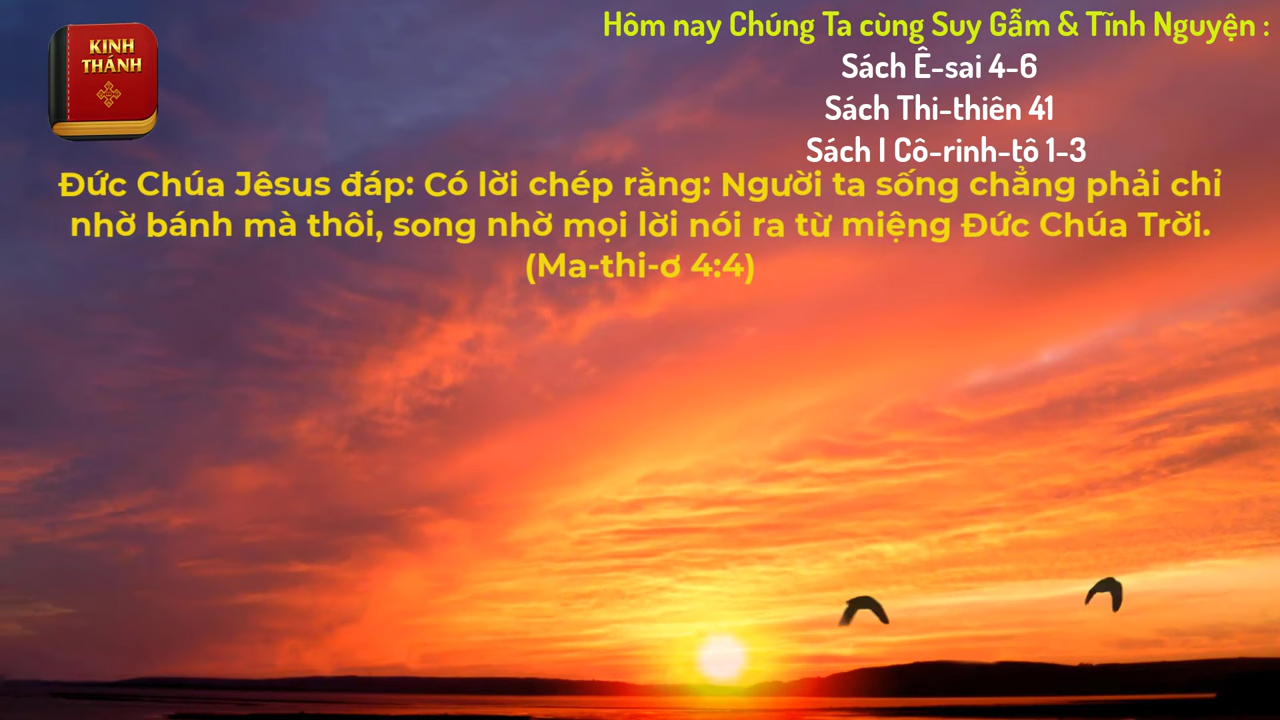 KINH
THÁNH
Hôm nay Chúng Ta cùng Suy Gẫm & Tĩnh Nguyện :
Sách Ê-sai 4-6
Sách Thi-thiên 41
Sách I Cô-rinh-tô 1-3
Đức Chúa Jêsus đáp: Có lời chép rằng: Người ta sống chẳng phải chỉ
nhờ bánh mà thôi, song nhờ mọi lời nói ra từ miệng Đức Chúa Trời.
(Ma-thi-ơ 4:4)